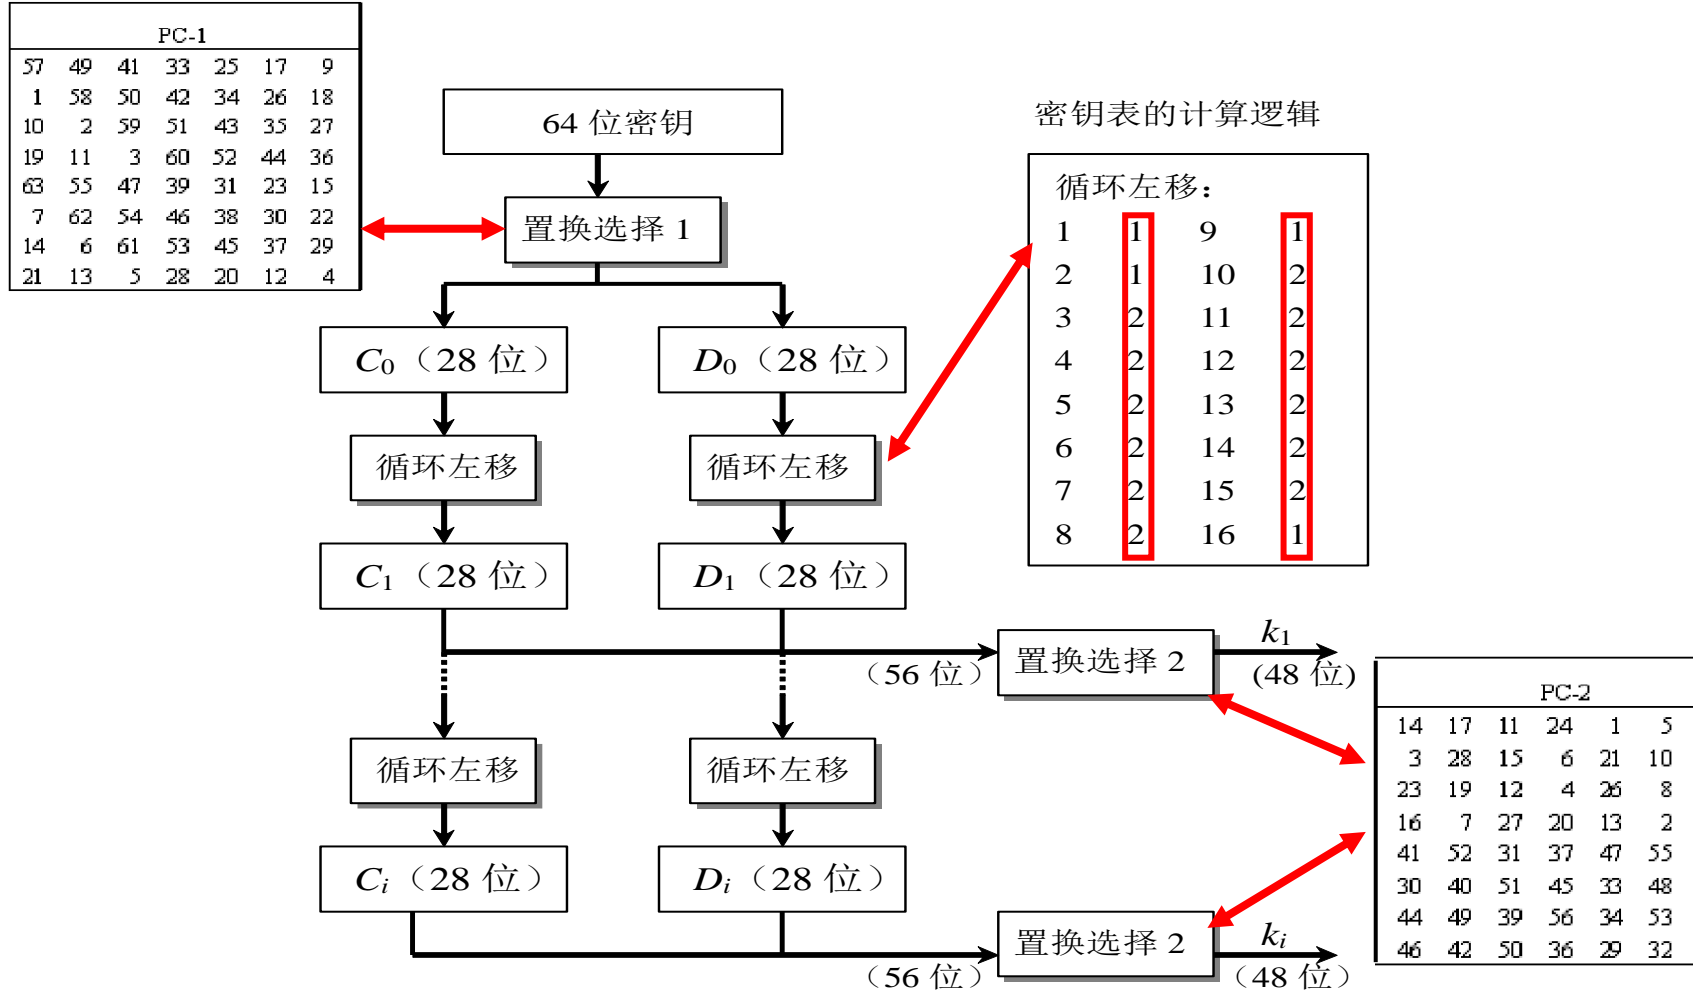 PC-1
57 49 41 33 25 17 9
1 58 50 42 34 26 18
10 2 59 51 43 35 27
19 11 3 60 52 44 36
63 55 47 39 31 23 15
7 62 54 46 38 30 22
14 6 61 53 45 37 29
21 13 5 28 20 12 4
64 位密钥
置换选择 1
C0（28 位）
D0（28 位）
循环左移
循环左移
C1（28 位）
D1（28 位）
循环左移
循环左移
Ci（28 位）
Di（28 位）
密钥表的计算逻辑
循环左移：
1 1 9 1
2 1 10 2
3 2 11 2
4 2 12 2
5 2 13 2
6 2 14 2
7 2 15 2
8 2 16 1
（56 位）
置换选择 2
k1
(48 位)
（56 位）
置换选择 2
ki
（48 位）
PC-2
14 17 11 24 1 5
3 28 15 6 21 10
23 19 12 4 26 8
16 7 27 20 13 2
41 52 31 37 47 55
30 40 51 45 33 48
44 49 39 56 34 53
46 42 50 36 29 32